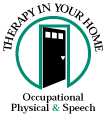 THERAPY IN YOUR HOME
Occupational
Physical & Speech